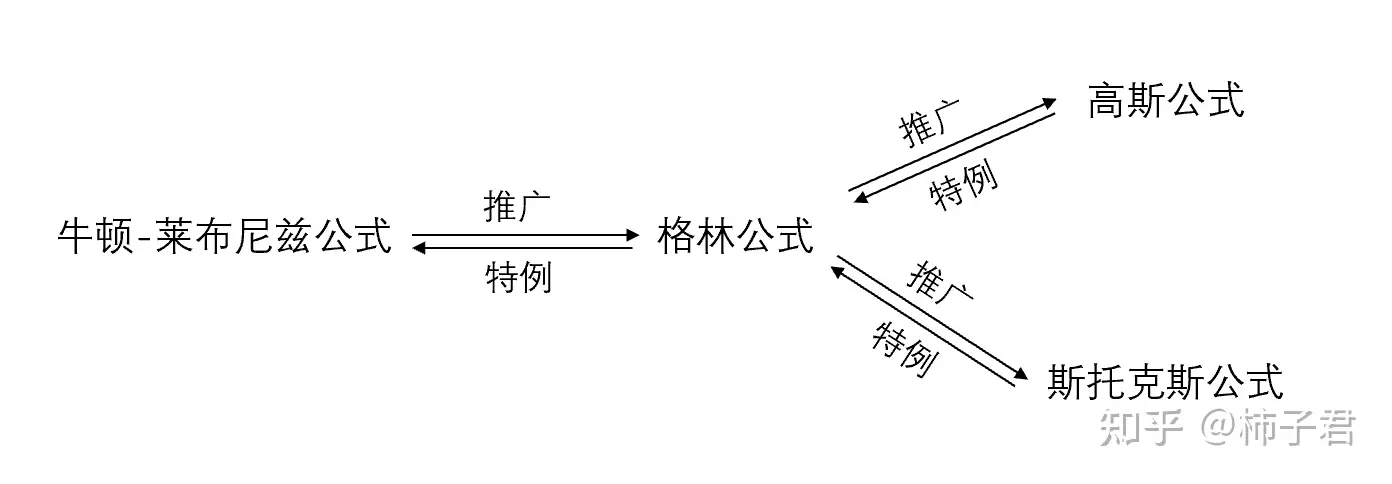 牛顿-莱布尼兹公式
推广
特例
格林公式
推广
特例
高斯公式
推广
特例
斯托克斯公式
知乎 @柿子君